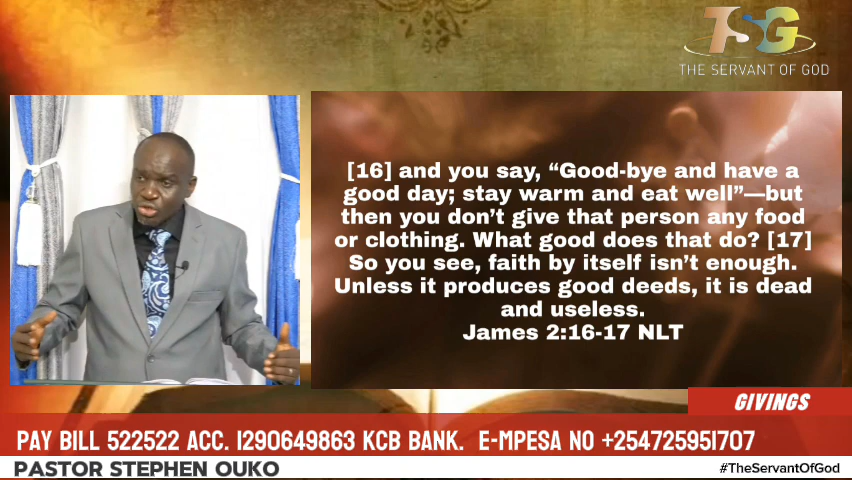 TSG
THE SERVANT OF GOD
[16] and you say, “Good-bye and have a
good day; stay warm and eat well”—but
then you don’t give that person any food
or clothing. What good does that do? [17]
So you see, faith by itself isn’t enough.
Unless it produces good deeds, it is dead
and useless.
James 2:16-17 NLT
GIVINGS
PAY BILL 522522 ACC. 1290649863 KCB BANK. E-MPESA NO +254725951707
PASTOR STEPHEN OUKO
#TheServantOfGod